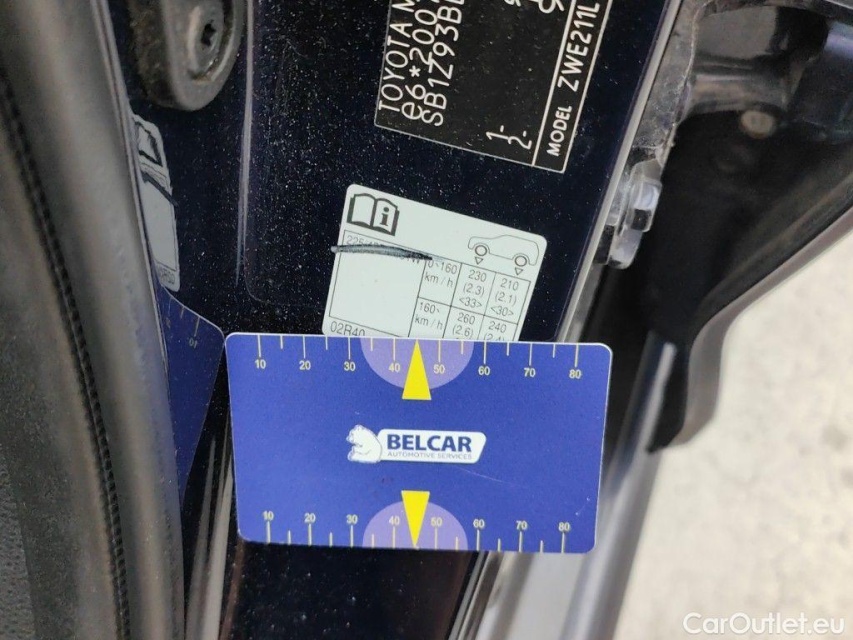 TOYOTA M
e6*200
SB1Z93BE
1-
2-
MODEL ZWE211L
0~160 km/h
230 (2.3) <33>
210 (2.1) <30>
160~ km/h
260 (2.6)
240
02R40
10 20 30 40 50 60 70 80
BELCAR
AUTOMOTIVE SERVICES
10 20 30 40 50 60 70 80
CarOutlet.eu